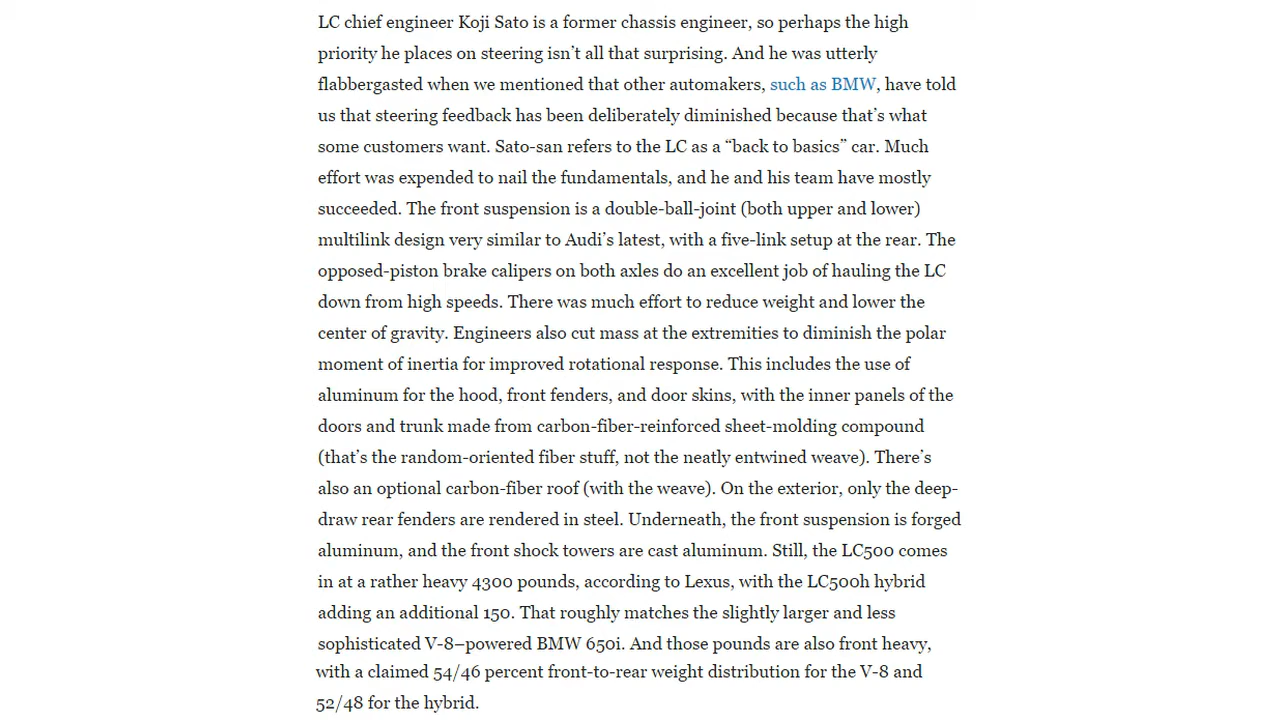 LC chief engineer Koji Sato is a former chassis engineer, so perhaps the high
priority he places on steering isn’t all that surprising. And he was utterly
flabbergasted when we mentioned that other automakers, such as BMW, have told
us that steering feedback has been deliberately diminished because that’s what
some customers want. Sato-san refers to the LC as a “back to basics” car. Much
effort was expended to nail the fundamentals, and he and his team have mostly
succeeded. The front suspension is a double-ball-joint (both upper and lower)
multilink design very similar to Audi’s latest, with a five-link setup at the rear. The
opposed-piston brake calipers on both axles do an excellent job of hauling the LC
down from high speeds. There was much effort to reduce weight and lower the
center of gravity. Engineers also cut mass at the extremities to diminish the polar
moment of inertia for improved rotational response. This includes the use of
aluminum for the hood, front fenders, and door skins, with the inner panels of the
doors and trunk made from carbon-fiber-reinforced sheet-molding compound
(that’s the random-oriented fiber stuff, not the neatly entwined weave). There’s
also an optional carbon-fiber roof (with the weave). On the exterior, only the deep-
draw rear fenders are rendered in steel. Underneath, the front suspension is forged
aluminum, and the front shock towers are cast aluminum. Still, the LC500 comes
in at a rather heavy 4300 pounds, according to Lexus, with the LC500h hybrid
adding an additional 150. That roughly matches the slightly larger and less
sophisticated V-8–powered BMW 650i. And those pounds are also front heavy,
with a claimed 54/46 percent front-to-rear weight distribution for the V-8 and
52/48 for the hybrid.